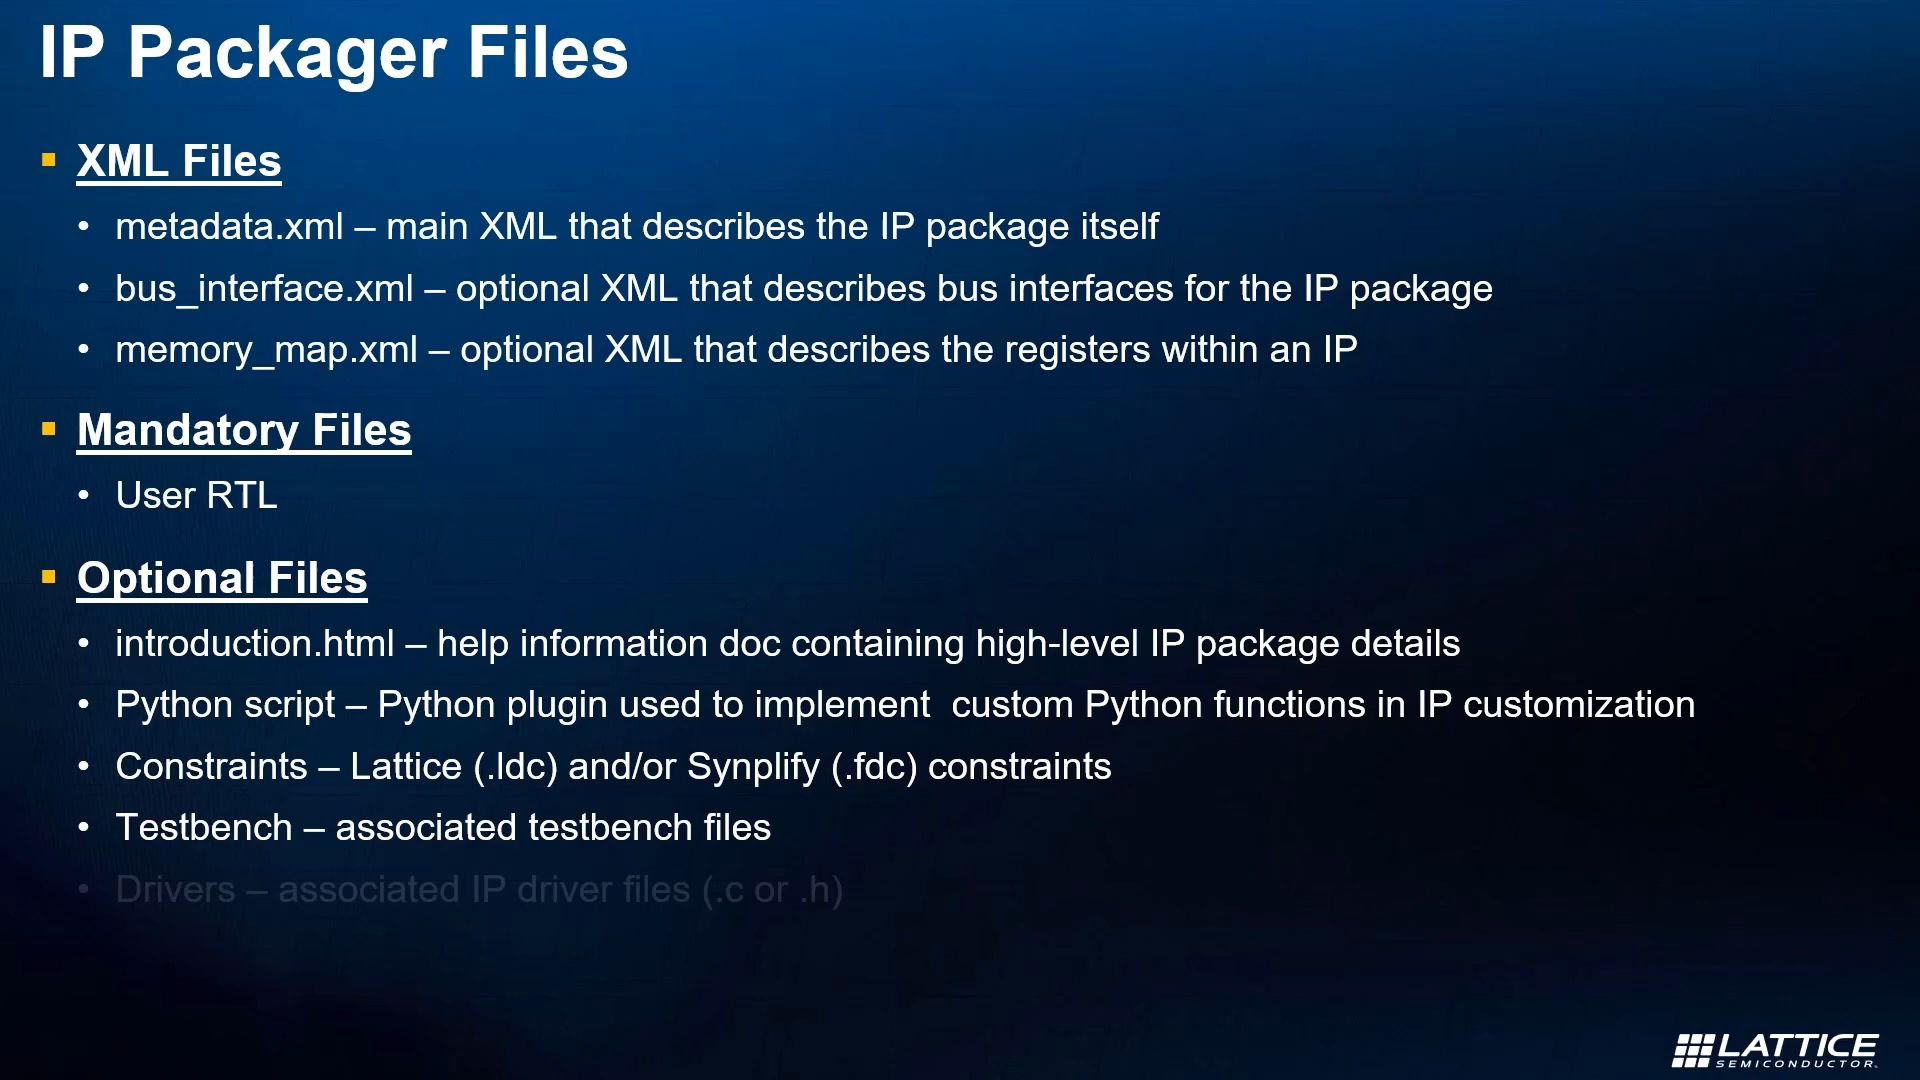 IP Packager Files
▪ XML Files
• metadata.xml – main XML that describes the IP package itself
• bus_interface.xml – optional XML that describes bus interfaces for the IP package
• memory_map.xml – optional XML that describes the registers within an IP
▪ Mandatory Files
• User RTL
▪ Optional Files
• introduction.html – help information doc containing high-level IP package details
• Python script – Python plugin used to implement  custom Python functions in IP customization
• Constraints – Lattice (.ldc) and/or Synplify (.fdc) constraints
• Testbench – associated testbench files
• Drivers – associated IP driver files (.c or .h)
LATTICE
SEMICONDUCTOR